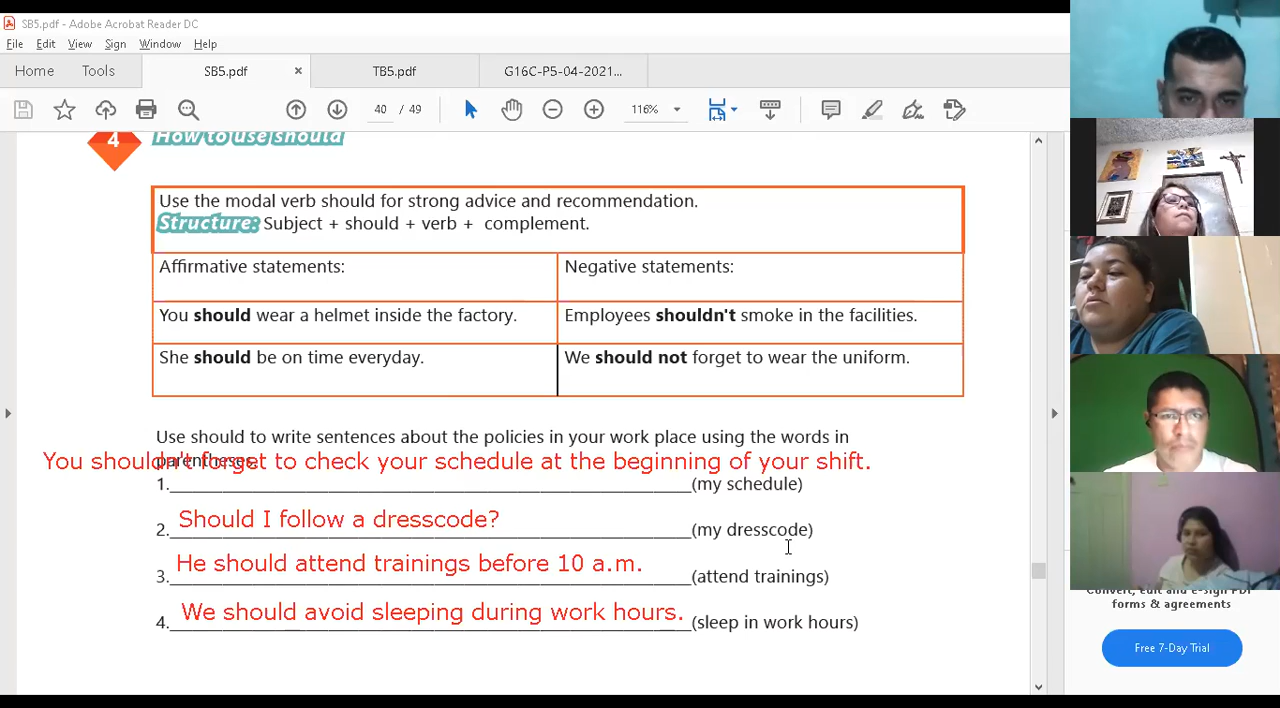 SB5.pdf - Adobe Acrobat Reader DC
File Edit View Sign Window Help
Home Tools SB5.pdf × TB5.pdf G16C-P5-04-2021...
40 / 49 116%
4 How to use should
Use the modal verb should for strong advice and recommendation.
Structure: Subject + should + verb + complement.
Affirmative statements: Negative statements:
You should wear a helmet inside the factory. Employees shouldn't smoke in the facilities.
She should be on time everyday. We should not forget to wear the uniform.
Use should to write sentences about the policies in your work place using the words in
parentheses.
You shouldn't forget to check your schedule at the beginning of your shift.
1. (my schedule)
Should I follow a dresscode?
2. (my dresscode)
He should attend trainings before 10 a.m.
3. (attend trainings)
We should avoid sleeping during work hours.
4. (sleep in work hours)
Convert, edit and e-sign PDF
forms & agreements
Free 7-Day Trial